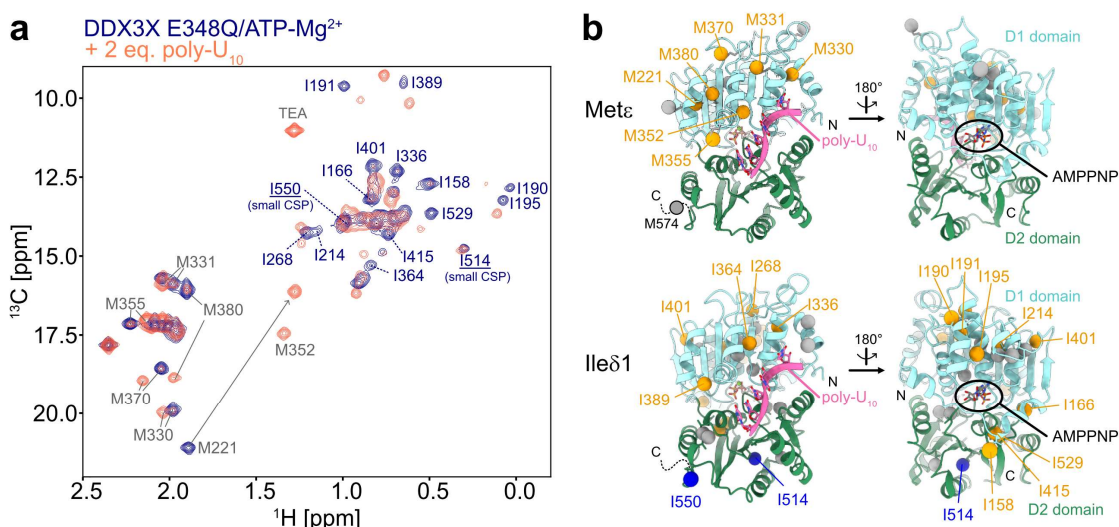 a
DDX3X E348Q/ATP-Mg²⁺
+ 2 eq. poly-U₁₀
10.0
12.5
15.0
17.5
20.0
¹³C [ppm]
2.5
2.0
1.5
1.0
0.5
0.0
¹H [ppm]
I191
I389
TEA
I401
I336
I166
I158
I190
I195
I550
(small CSP)
I529
I268
I214
I415
I514
(small CSP)
I364
M331
M380
M355
M352
M370
M330
M221
b
Metε
M331
M370
M380
M330
M221
M352
M355
N
poly-U₁₀
C
M574
180°
D1 domain
N
AMPPNP
C
D2 domain
Ileδ1
I268
I364
I401
I336
I389
N
poly-U₁₀
C
I550
I514
180°
I191
I190
I195
D1 domain
I214
I401
N
I166
AMPPNP
I529
C
I415
I514
I158
D2 domain